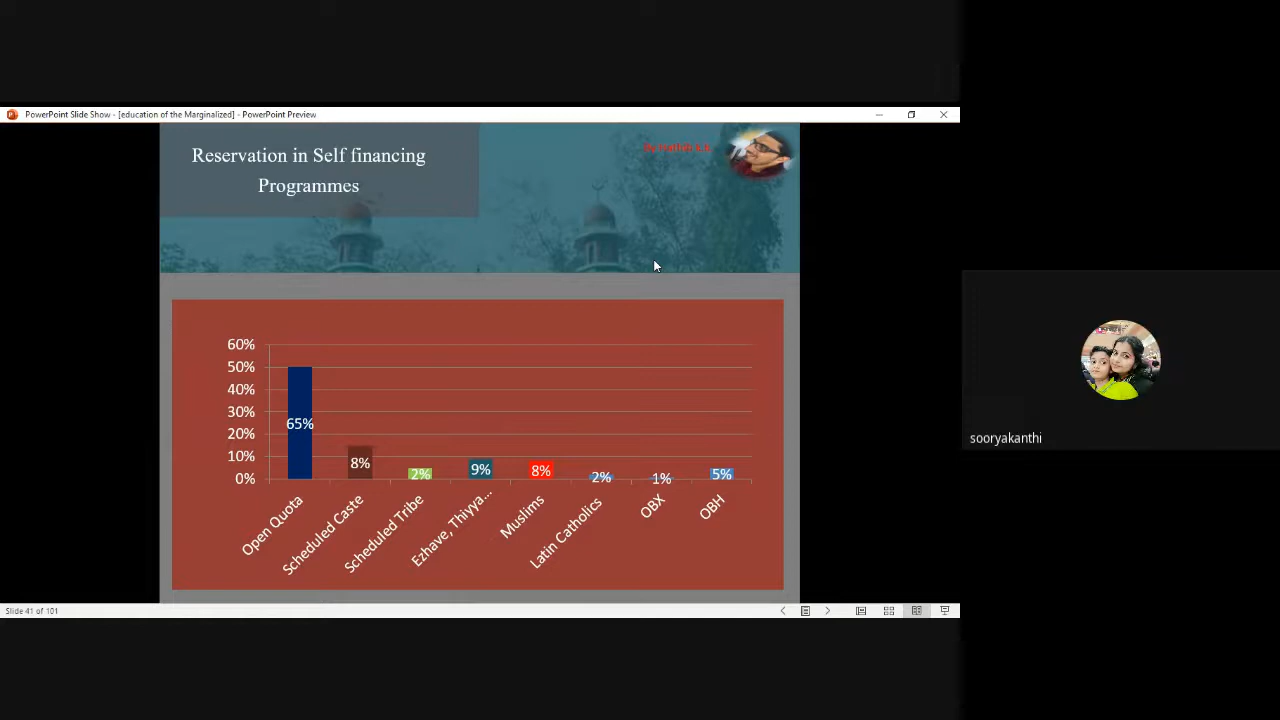 PowerPoint Slide Show - [education of the Marginalized] - PowerPoint Preview
Reservation in Self financing
Programmes
60%
50%
40%
30%
20%
10%
0%
65%
8%
2%
9%
8%
2%
1%
5%
Open Quota
Scheduled Caste
Scheduled Tribe
Ezhave, Thiyya...
Muslims
Latin Catholics
OBX
OBH
sooryakanthi
Slide 41 of 101